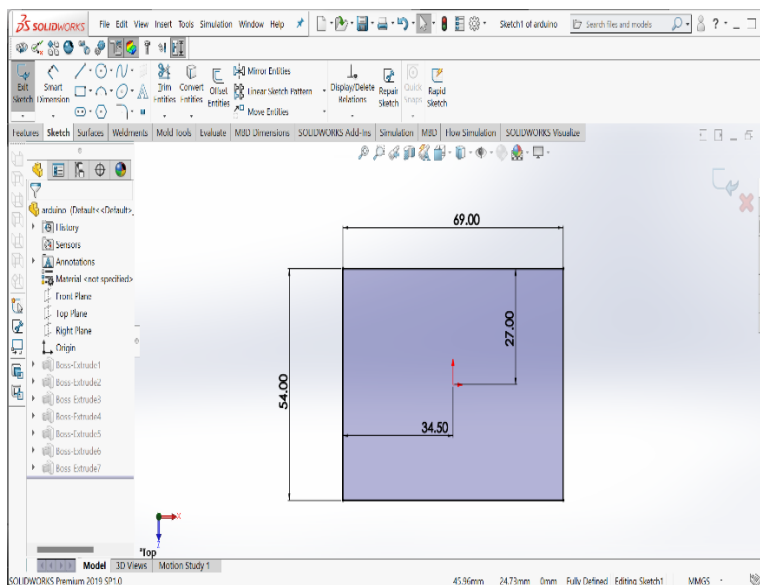 SOLIDWORKS File Edit View Insert Tools Simulation Window Help Sketch1 of arduino Search files and models ?
Exit Sketch Smart Dimension Trim Entities Convert Entities Offset Entities Mirror Entities Linear Sketch Pattern Move Entities Display/Delete Relations Repair Sketch Quick Snaps Rapid Sketch
Features Sketch Surfaces Weldments Mold Tools Evaluate MBD Dimensions SOLIDWORKS Add-Ins Simulation MBD Flow Simulation SOLIDWORKS Visualize
arduino (Default<<Default>_
History
Sensors
Annotations
Material <not specified>
Front Plane
Top Plane
Right Plane
Origin
Boss-Extrude1
Boss-Extrude2
Boss-Extrude3
Boss-Extrude4
Boss-Extrude5
Boss-Extrude6
Boss-Extrude7
69.00
27.00
54.00
34.50
X
Z
*Top
Model 3D Views Motion Study 1
SOLIDWORKS Premium 2019 SP1.0 45.96mm 24.73mm 0mm Fully Defined Editing Sketch1 MMGS